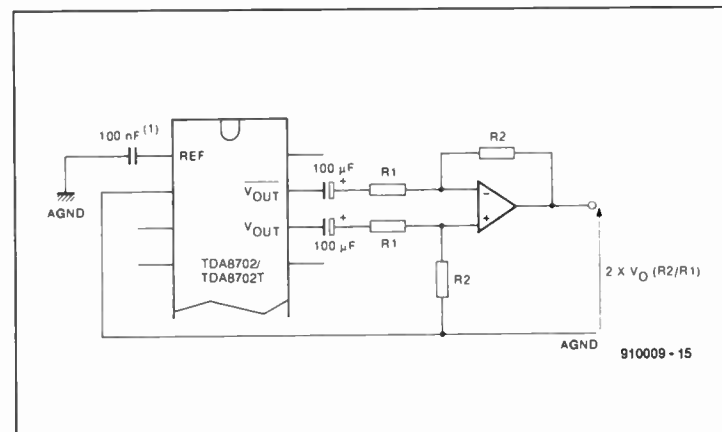 100 nF(1)
REF
AGND
VOUT
VOUT
TDA8702/
TDA8702T
100 µF
+
R1
R2
100 µF
+
R1
R2
-
+
2 X VO (R2/R1)
AGND
910009 - 15